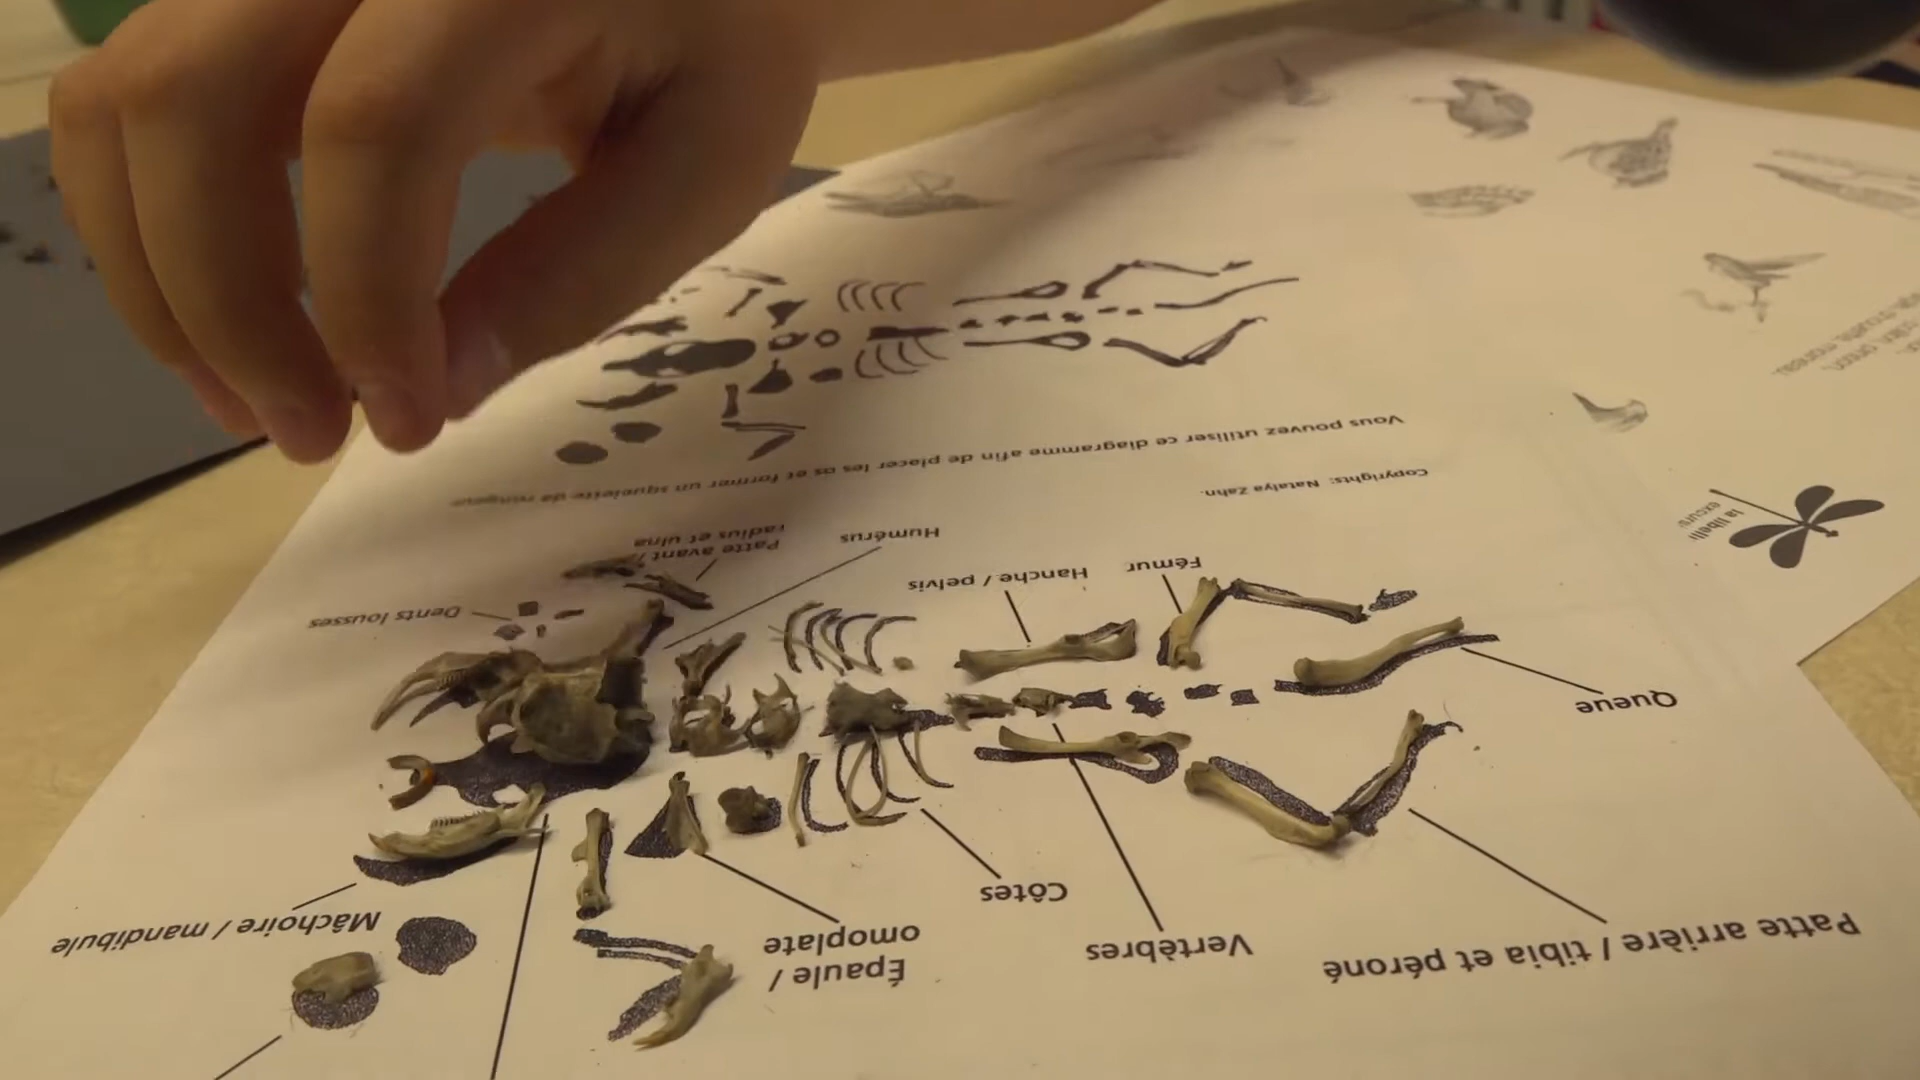 Vous pouvez utiliser ce diagramme afin de placer les os et former un squelette de rongeur
Copyrights: Natalya Zahn.
la libell
excurs
Patte avant /
radius et ulna
Humérus
Hanche / pelvis
Fémur
Dents lousses
Queue
Mâchoire / mandibule
Épaule /
omoplate
Côtes
Vertèbres
Patte arrière / tibia et péroné